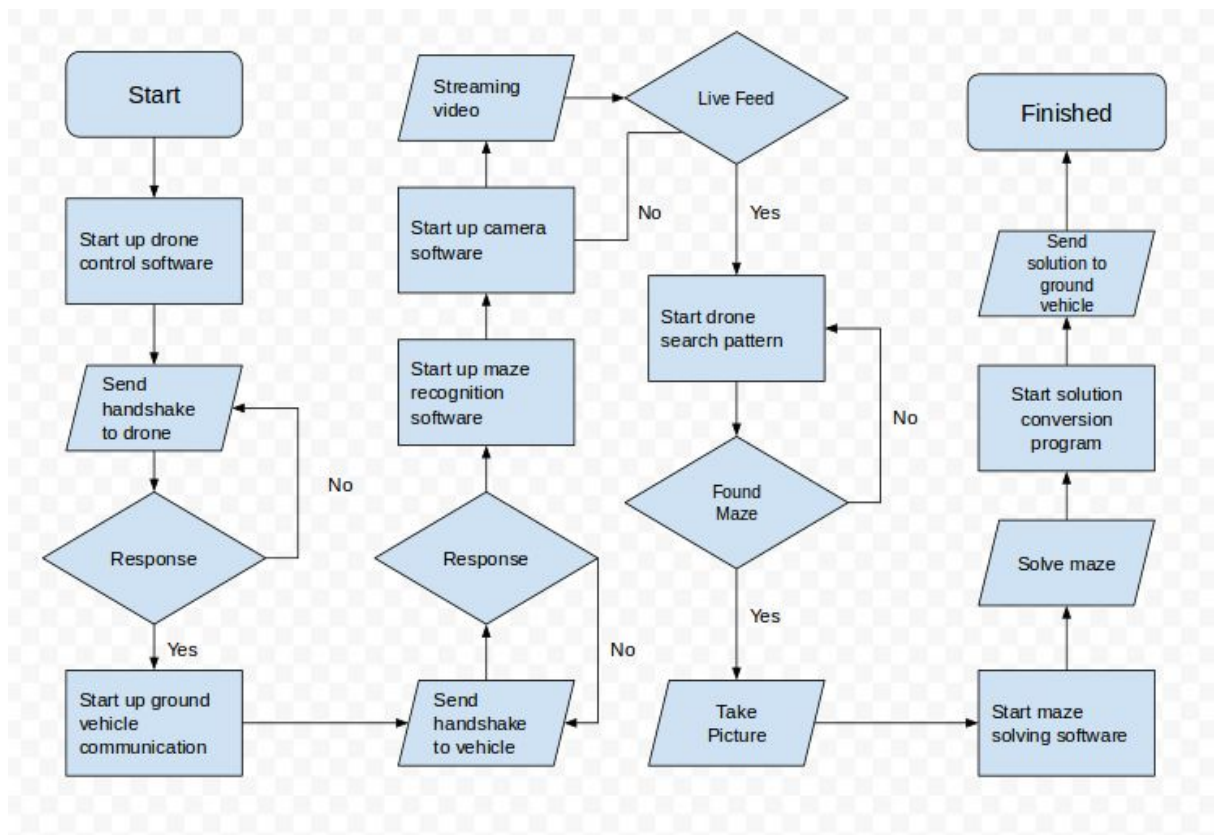 Start
Start up drone
control software
Send
handshake
to drone
No
Response
Yes
Start up ground
vehicle
communication
Send
handshake
to vehicle
No
Response
Start up maze
recognition
software
Start up camera
software
Streaming
video
Live Feed
No
Yes
Start drone
search pattern
No
Found
Maze
Yes
Take
Picture
Start maze
solving software
Solve maze
Start solution
conversion
program
Send
solution to
ground
vehicle
Finished